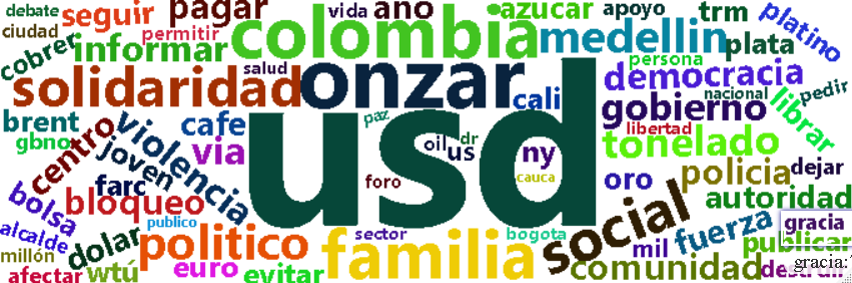 debate seguir pagar vida ano azucar apoyo trm platino
ciudad permitir colombia medellin plata
cobrer informar salud persona
solidaridad onzar cali democracia nacional pedir
brent cafe usd paz gobierno libertad librar
gbno centro violencia via oil dr us ny tonelado
joven farc foro cauca oro policia dejar
bolsa bloqueo social autoridad
alcalde publico politico sector bogota fuerza gracia
millón dolar familia mil publicar
afectar wtú euro evitar comunidad destruir
gracia: